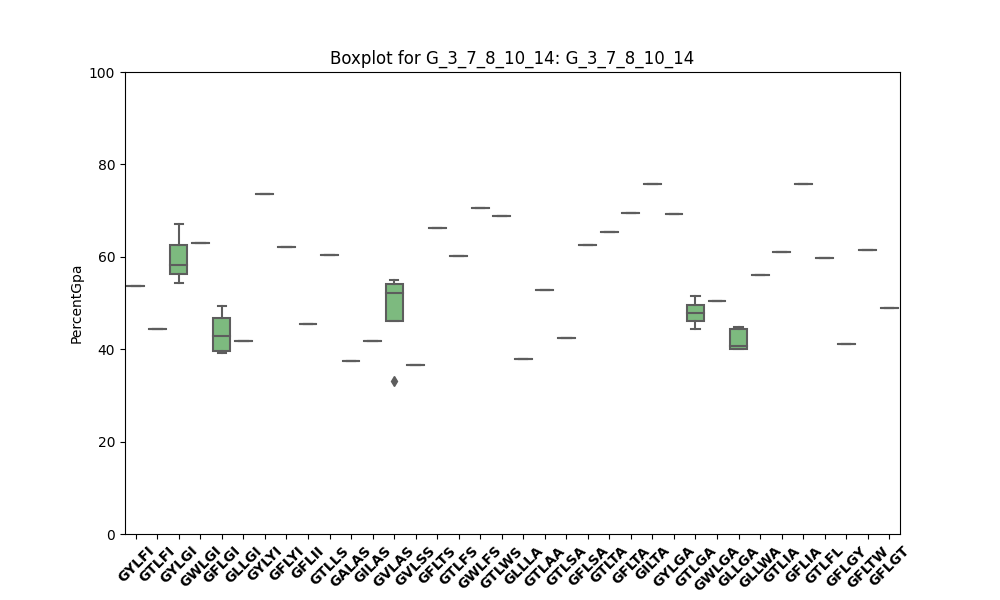 Boxplot for G_3_7_8_10_14: G_3_7_8_10_14
PercentGpa
100
80
60
40
20
0
GYLFI
GTLFI
GYLGI
GWLGI
GFLGI
GLLGI
GYLYI
GFLYI
GFLII
GTLLS
GALAS
GILAS
GVLAS
GVLSS
GFLTS
GTLFS
GWLFS
GTLWS
GLLLA
GTLAA
GTLSA
GFLSA
GTLTA
GFLTA
GILTA
GYLGA
GTLGA
GWLGA
GLLGA
GLLWA
GTLIA
GFLIA
GTLFL
GFLGY
GFLTW
GFLGT